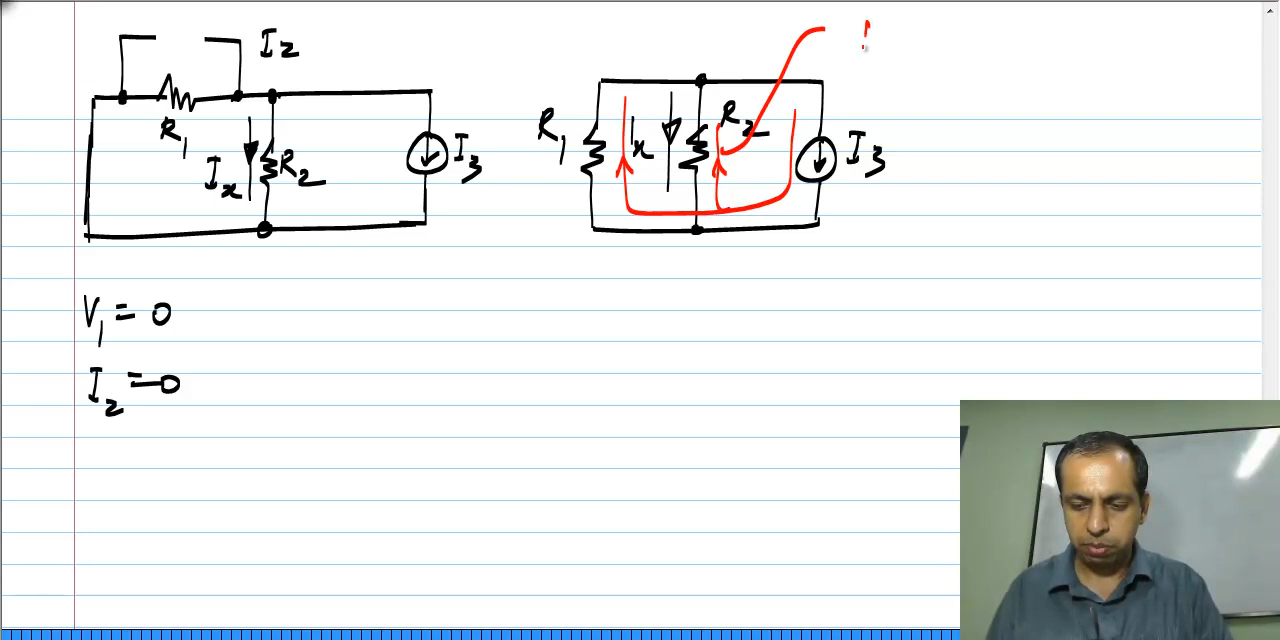 I2
R1
Ix
R2
I3
R1
Ix
R2
I3
V1 = 0
I2 = 0